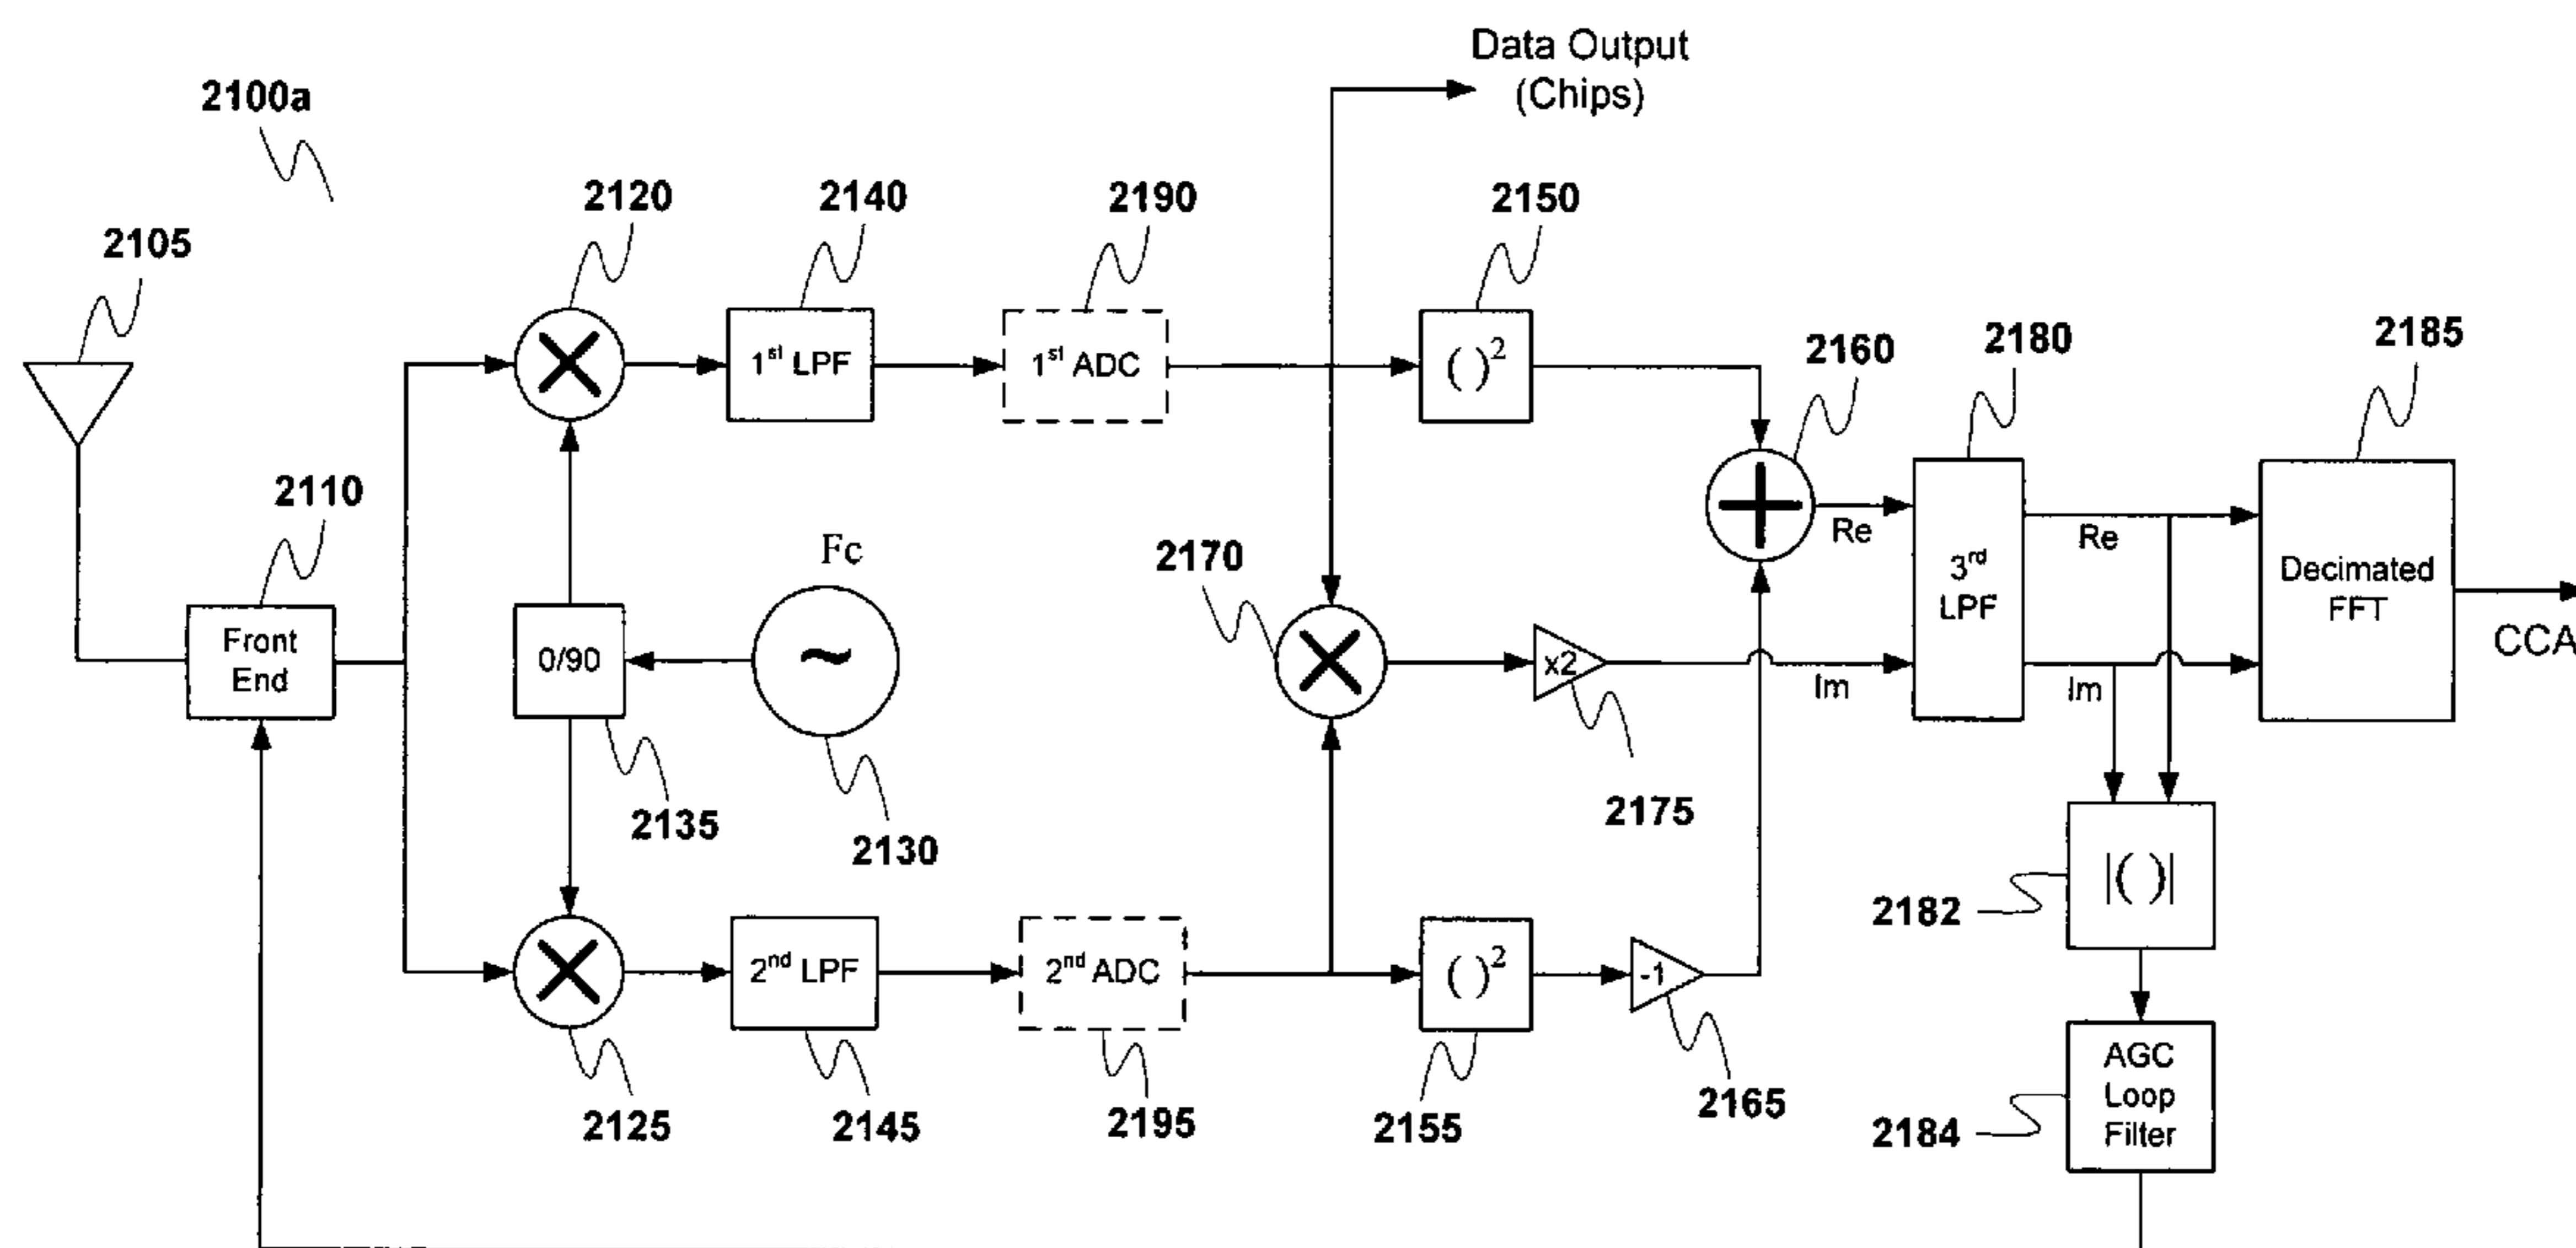 Data Output
(Chips)
2100a
2105
2120
2140
2190
2150
2160
2180
2185
1st LPF
1st ADC
( )²
2110
Fc
2170
Re
Re
3rd
LPF
Decimated
FFT
Front
End
0/90
~
x2
Im
Im
CCA
2135
2130
2175
2182
|( )|
2nd LPF
2nd ADC
( )²
-1
2125
2145
2195
2155
2165
2184
AGC
Loop
Filter